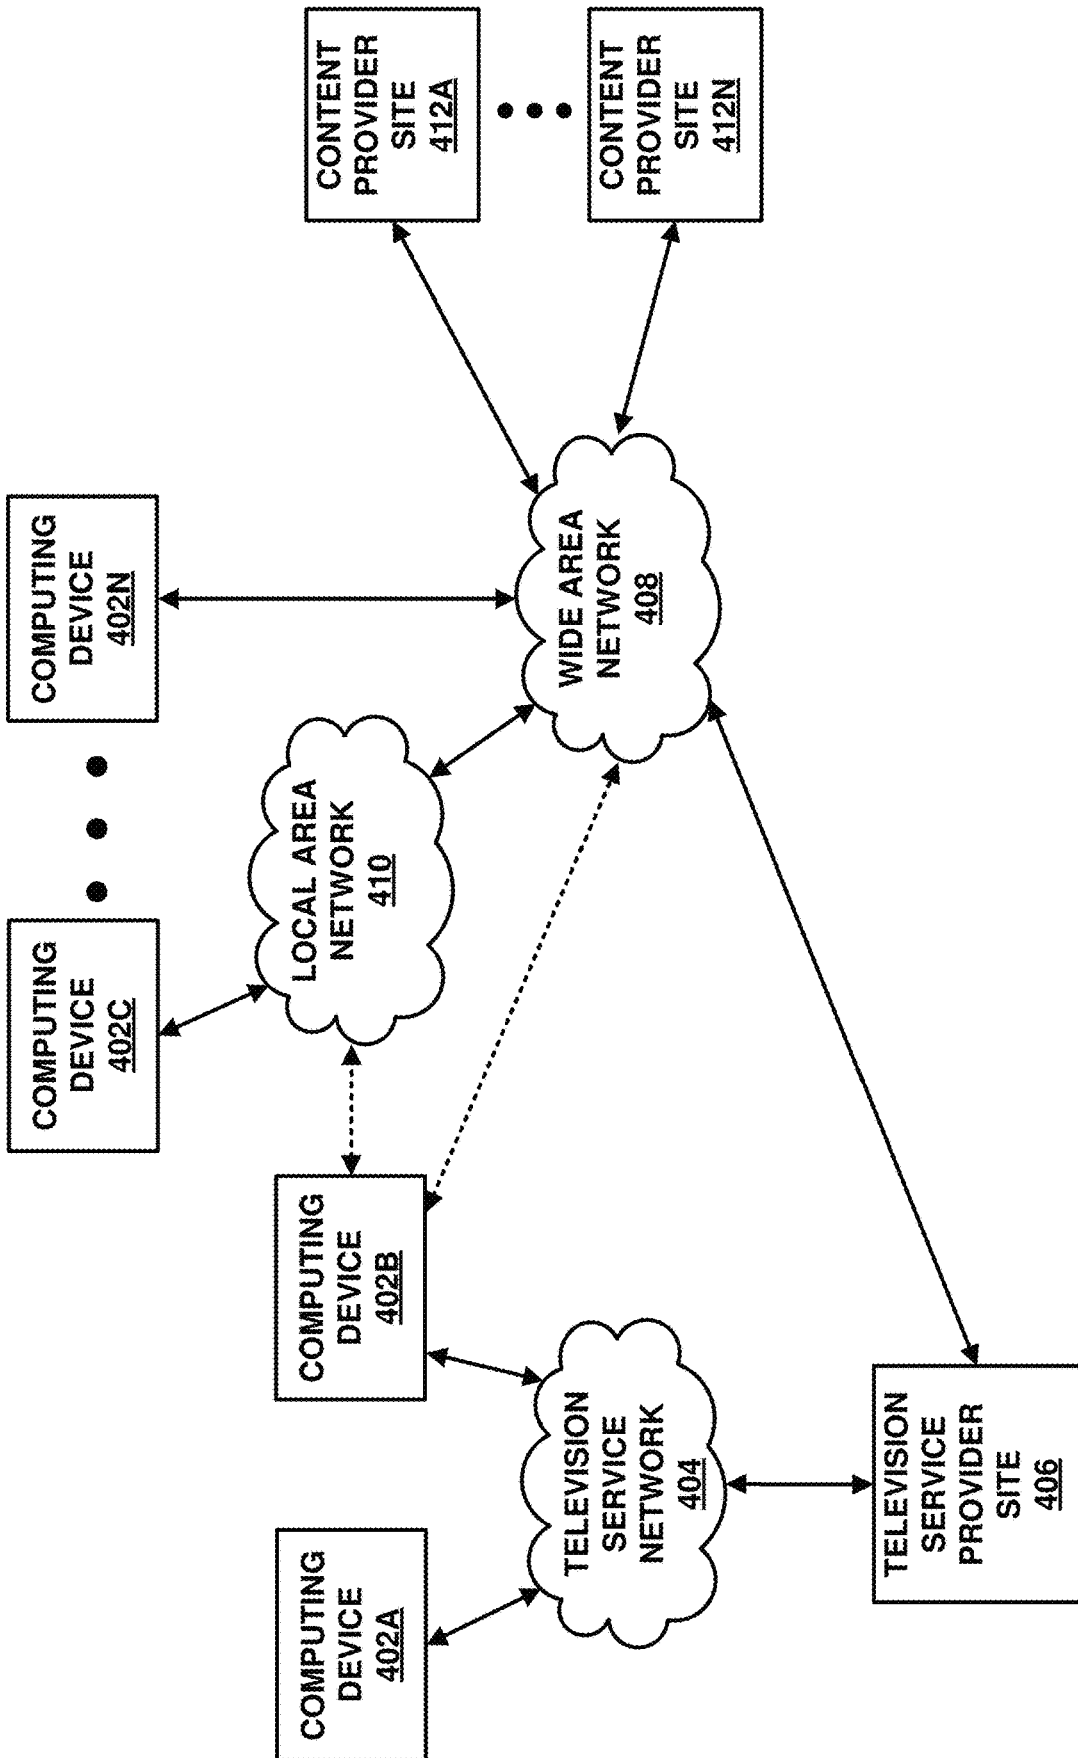 COMPUTING
DEVICE
402A
COMPUTING
DEVICE
402B
COMPUTING
DEVICE
402C
COMPUTING
DEVICE
402N
LOCAL AREA
NETWORK
410
TELEVISION
SERVICE
NETWORK
404
WIDE AREA
NETWORK
408
CONTENT
PROVIDER
SITE
412A
CONTENT
PROVIDER
SITE
412N
TELEVISION
SERVICE
PROVIDER
SITE
406